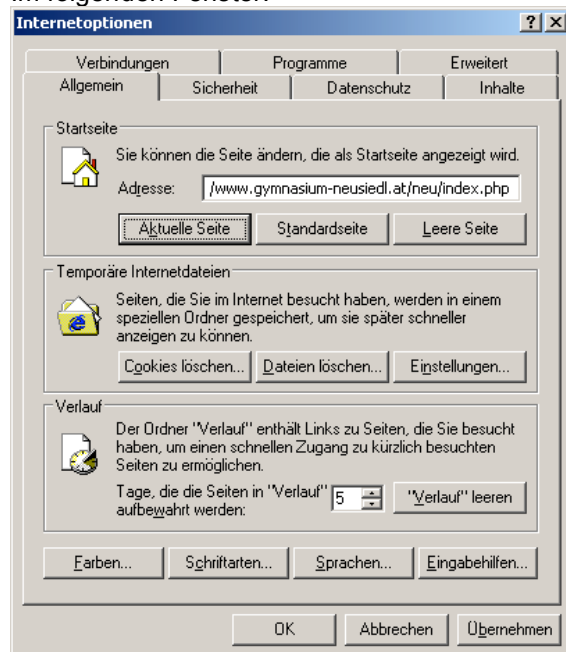 Internetoptionen
Verbindungen Programme Erweitert
Allgemein Sicherheit Datenschutz Inhalte
Startseite
Sie können die Seite ändern, die als Startseite angezeigt wird.
Adresse: /www.gymnasium-neusiedl.at/neu/index.php
Aktuelle Seite Standardseite Leere Seite
Temporäre Internetdateien
Seiten, die Sie im Internet besucht haben, werden in einem
speziellen Ordner gespeichert, um sie später schneller
anzeigen zu können.
Cookies löschen... Dateien löschen... Einstellungen...
Verlauf
Der Ordner "Verlauf" enthält Links zu Seiten, die Sie besucht
haben, um einen schnellen Zugang zu kürzlich besuchten
Seiten zu ermöglichen.
Tage, die die Seiten in "Verlauf" 5 "Verlauf" leeren
aufbewahrt werden:
Farben... Schriftarten... Sprachen... Eingabehilfen...
OK Abbrechen Übernehmen